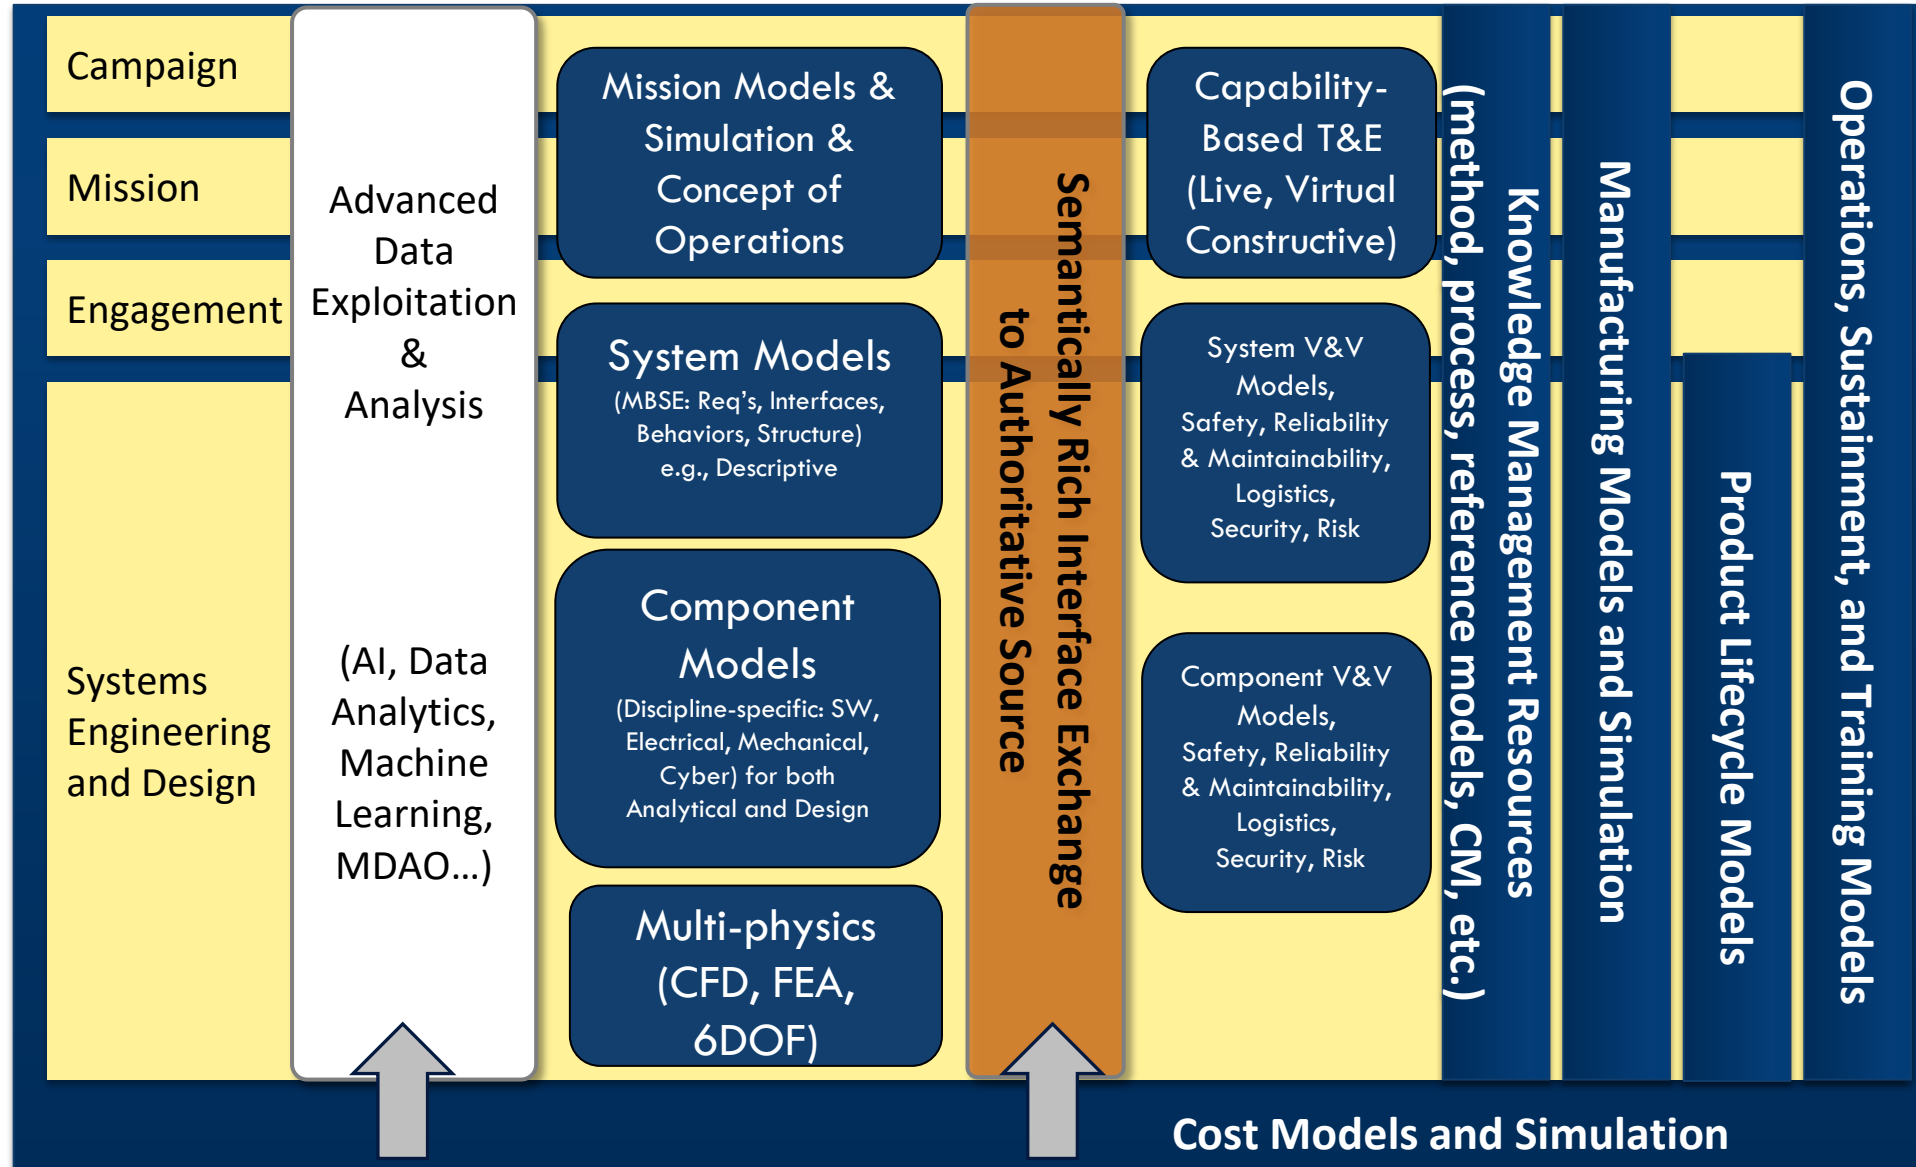 Campaign
Mission
Engagement
Systems
Engineering
and Design
Advanced
Data
Exploitation
&
Analysis
(AI, Data
Analytics,
Machine
Learning,
MDAO...)
Mission Models &
Simulation &
Concept of
Operations
System Models
(MBSE: Req’s, Interfaces,
Behaviors, Structure)
e.g., Descriptive
Component
Models
(Discipline-specific: SW,
Electrical, Mechanical,
Cyber) for both
Analytical and Design
Multi-physics
(CFD, FEA,
6DOF)
Semantically Rich Interface Exchange
to Authoritative Source
Capability-
Based T&E
(Live, Virtual
Constructive)
System V&V
Models,
Safety, Reliability
& Maintainability,
Logistics,
Security, Risk
Component V&V
Models,
Safety, Reliability
& Maintainability,
Logistics,
Security, Risk
Knowledge Management Resources
(method, process, reference models, CM, etc.)
Manufacturing Models and Simulation
Product Lifecycle Models
Operations, Sustainment, and Training Models
Cost Models and Simulation